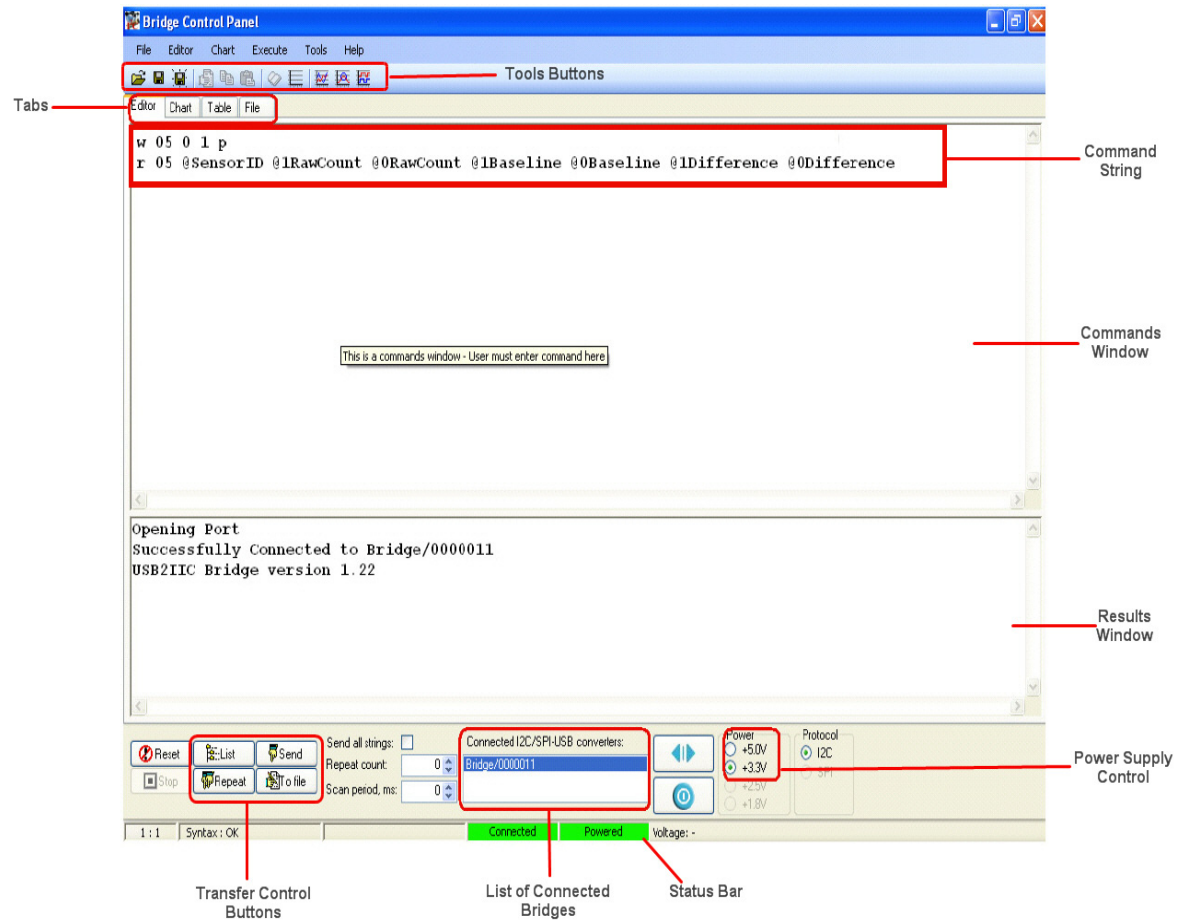 Bridge Control Panel
File Editor Chart Execute Tools Help
Tools Buttons
Tabs
Editor Chart Table File
w 05 0 1 p
r 05 @SensorID @1RawCount @0RawCount @1Baseline @0Baseline @1Difference @0Difference
Command
String
This is a commands window - User must enter command here
Commands
Window
Opening Port
Successfully Connected to Bridge/0000011
USB2IIC Bridge version 1.22
Results
Window
Reset List Send
Stop Repeat To file
Send all strings:
Repeat count: 0
Scan period, ms: 0
Connected I2C/SPI-USB converters:
Bridge/0000011
Power
+5.0V
+3.3V
+2.5V
+1.8V
Protocol
I2C
SPI
Power Supply
Control
1 : 1 Syntax : OK Connected Powered Voltage: -
Transfer Control
Buttons
List of Connected
Bridges
Status Bar